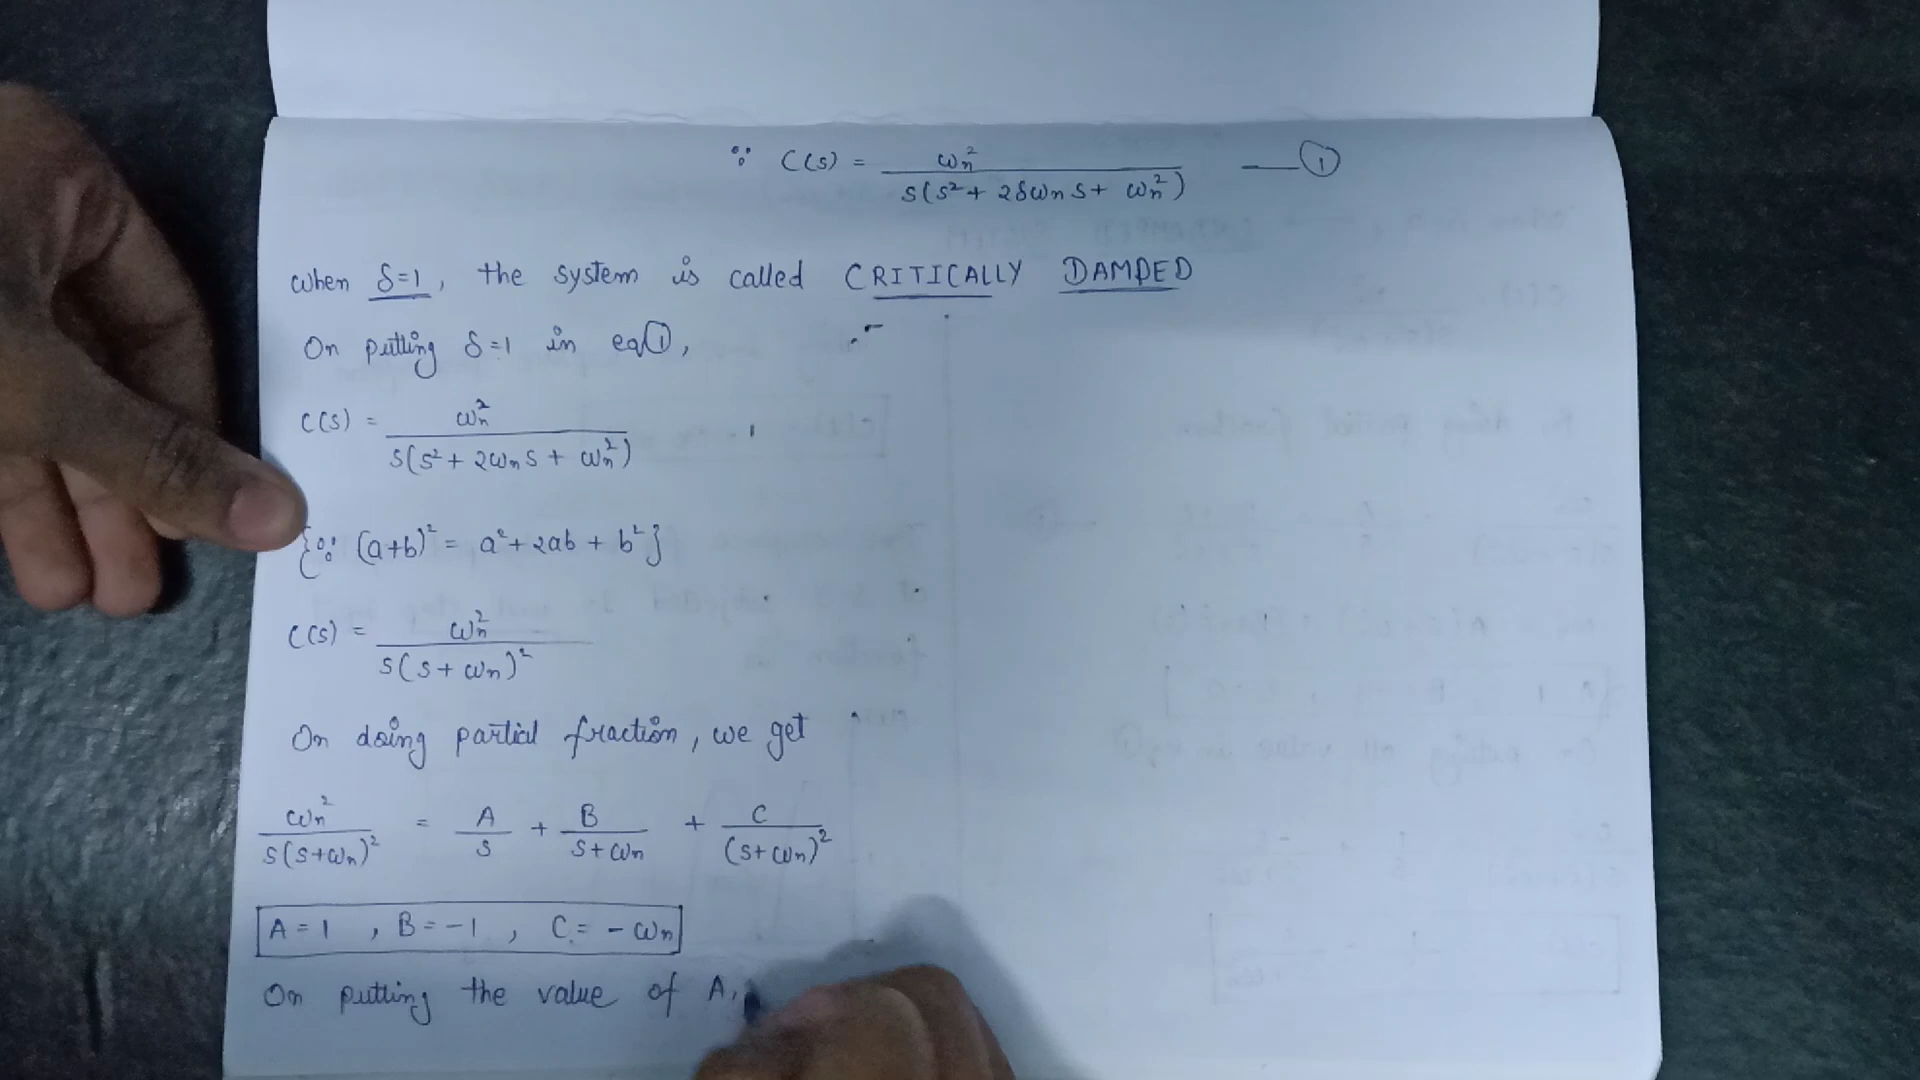 ∵ C(s) = ωn² / s(s² + 2δωn s + ωn²) — ①
When δ=1, the system is called CRITICALLY DAMPED
On putting δ=1 in eq①,
C(s) = ωn² / s(s² + 2ωn s + ωn²)
{∵ (a+b)² = a² + 2ab + b²}
C(s) = ωn² / s(s + ωn)²
On doing partial fraction, we get
ωn² / s(s+ωn)² = A / s + B / s + ωn + C / (s + ωn)²
A = 1 , B = -1 , C = - ωn
On putting the value of A,